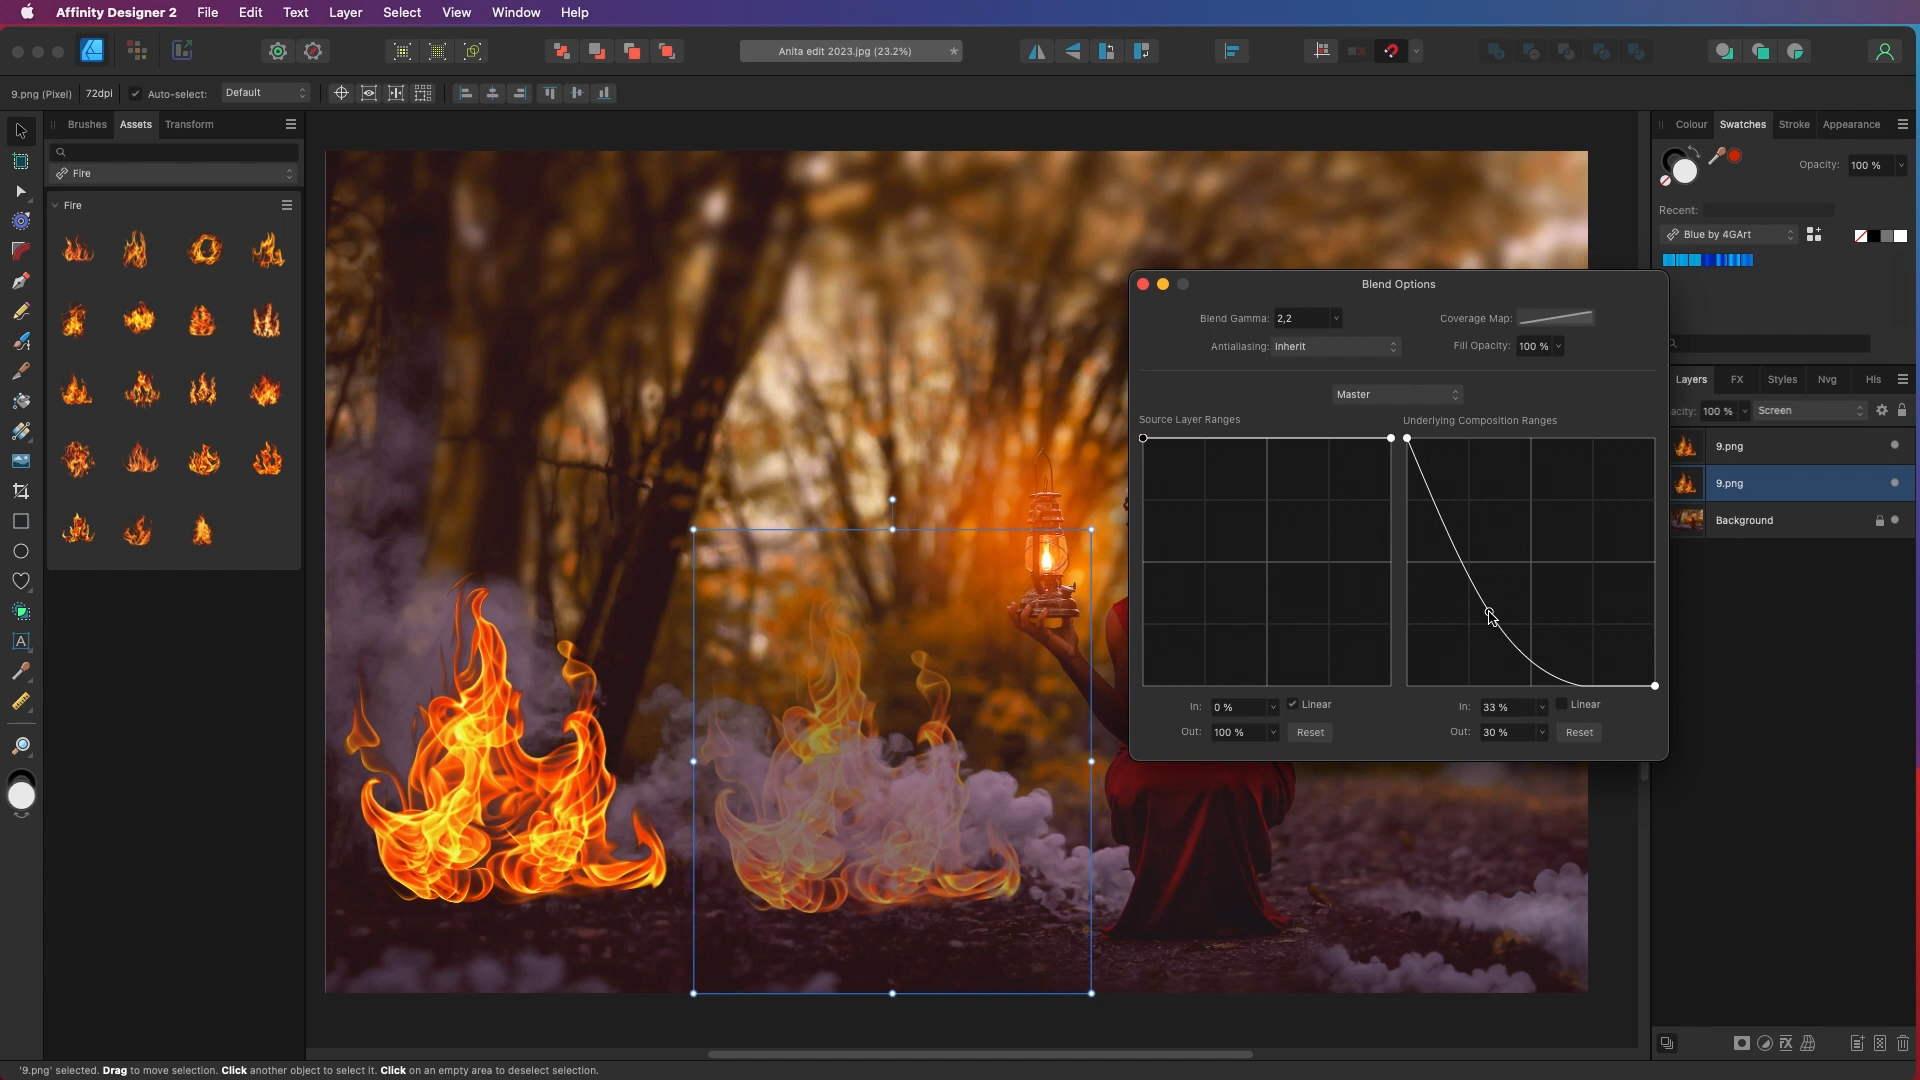 Affinity Designer 2 File Edit Text Layer Select View Window Help
Anita edit 2023.jpg (23.2%) *
9.png (Pixel) 72dpi Auto-select: Default
Brushes Assets Transform
Fire
Fire
Colour Swatches Stroke Appearance
Opacity: 100 %
Recent:
Blue by 4GArt
Blend Options
Blend Gamma: 2,2 Coverage Map:
Antialiasing: Inherit Fill Opacity: 100 %
Master
Source Layer Ranges Underlying Composition Ranges
In: 0 % Linear In: 33 % Linear
Out: 100 % Reset Out: 30 % Reset
Layers FX Styles Nvg His
acity: 100 % Screen
9.png
9.png
Background
A
'9.png' selected. Drag to move selection. Click another object to select it. Click on an empty area to deselect selection.